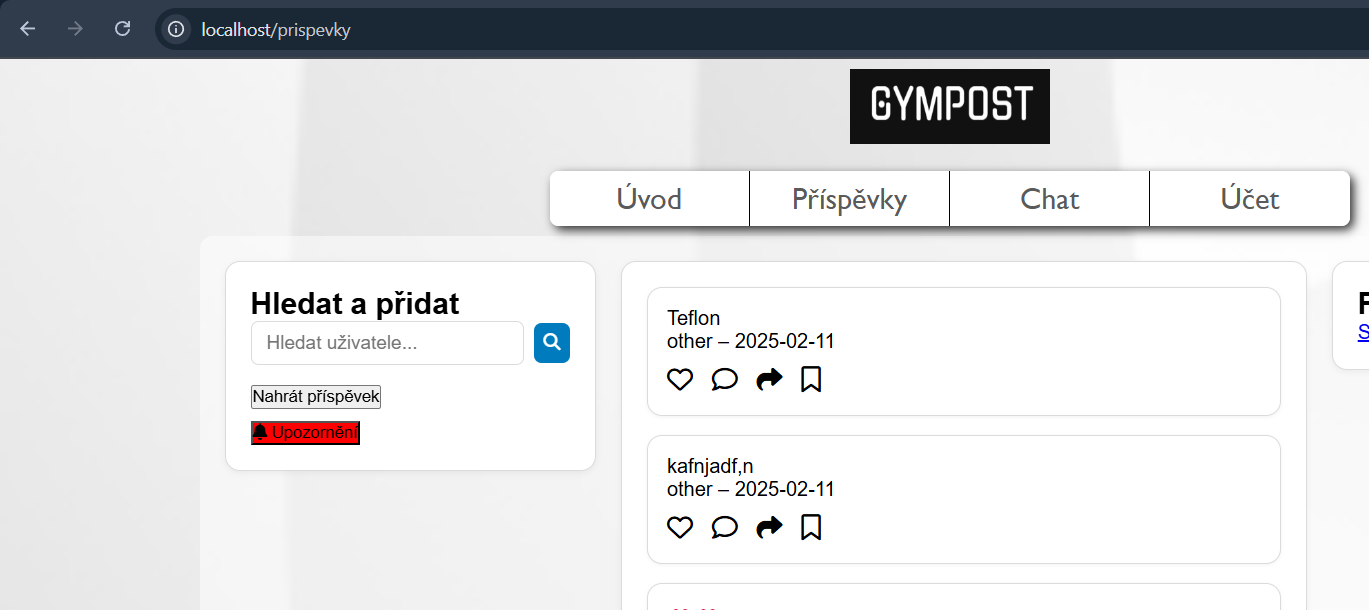 localhost/prispevky
GYMPOST
Úvod
Příspěvky
Chat
Účet
Hledat a přidat
Hledat uživatele...
Nahrát příspěvek
Upozornění
Teflon
other – 2025-02-11
kafnjadf,n
other – 2025-02-11